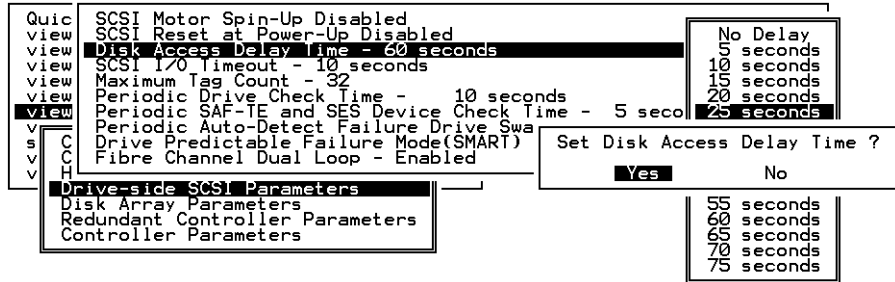 Quic
view
view
view
view
view
view
v
s
v
v
SCSI Motor Spin-Up Disabled
SCSI Reset at Power-Up Disabled
Disk Access Delay Time - 60 seconds
SCSI I/O Timeout - 10 seconds
Maximum Tag Count - 32
Periodic Drive Check Time -     10 seconds
Periodic SAF-TE and SES Device Check Time -   5 seco
Periodic Auto-Detect Failure Drive Swa
Drive Predictable Failure Mode(SMART)
Fibre Channel Dual Loop - Enabled
C
C
H
Drive-side SCSI Parameters
Disk Array Parameters
Redundant Controller Parameters
Controller Parameters
No Delay
5 seconds
10 seconds
15 seconds
20 seconds
25 seconds
Set Disk Access Delay Time ?
Yes No
55 seconds
60 seconds
65 seconds
70 seconds
75 seconds